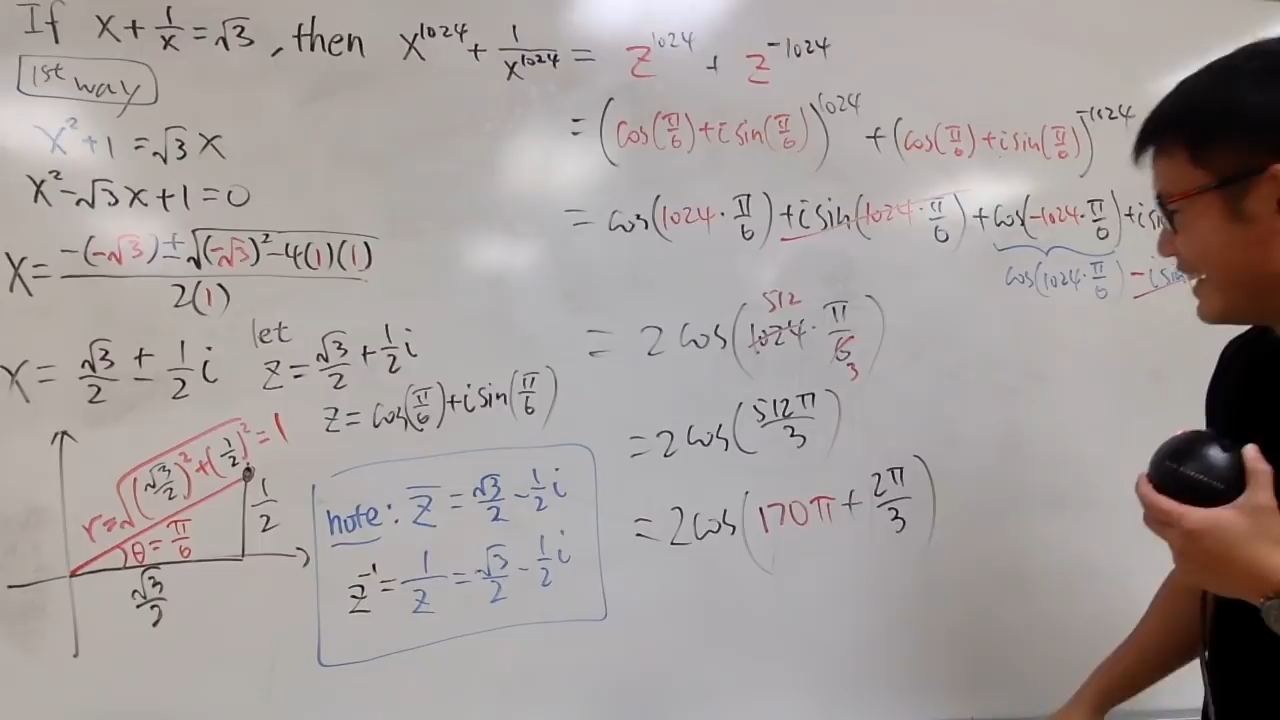 If x + 1/x = √3, then x^1024 + 1/x^1024 = z^1024 + z^-1024
1st way
x² + 1 = √3 x
x² - √3x + 1 = 0
x = (-(-√3) ± √((-√3)² - 4(1)(1))) / 2(1)
x = √3/2 ± 1/2 i
let
z = √3/2 + 1/2 i
z = cos(π/6) + i sin(π/6)
r = √((√3/2)² + (1/2)²) = 1
θ = π/6
1/2
√3/2
note: z̄ = √3/2 - 1/2 i
z^-1 = 1/z = √3/2 - 1/2 i
= (cos(π/6) + i sin(π/6))^1024 + (cos(π/6) + i sin(π/6))^-1024
= cos(1024 · π/6) + i sin(1024 · π/6) + cos(-1024 · π/6) + i
cos(1024 · π/6) - i sin
512
= 2 cos(1024 · π/6)
3
= 2 cos(512π/3)
= 2 cos(170π + 2π/3)